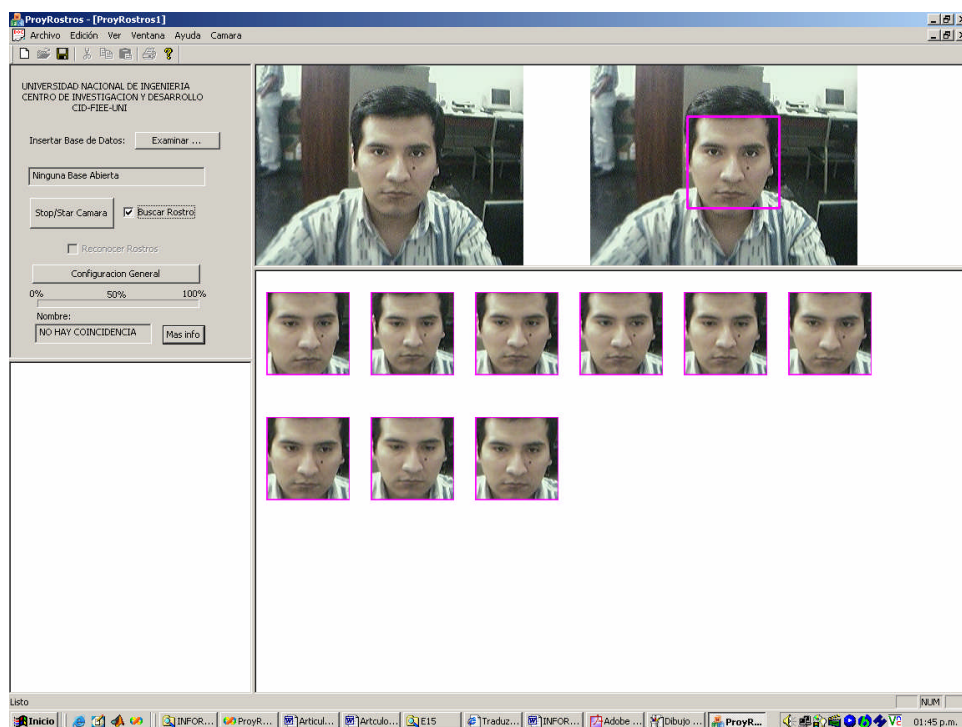 ProyRostros - [ProyRostros1]
Archivo Edición Ver Ventana Ayuda Camara
UNIVERSIDAD NACIONAL DE INGENIERIA
CENTRO DE INVESTIGACION Y DESARROLLO
CID-FIEE-UNI
Insertar Base de Datos: Examinar ...
Ninguna Base Abierta
Stop/Star Camara Buscar Rostro
Reconocer Rostros
Configuracion General
0% 50% 100%
Nombre:
NO HAY COINCIDENCIA Mas info
Listo NUM
Inicio INFOR... ProyR... Articul... Artculo... E15 Traduz... INFOR... Adobe ... Dibujo ... ProyR... 01:45 p.m.